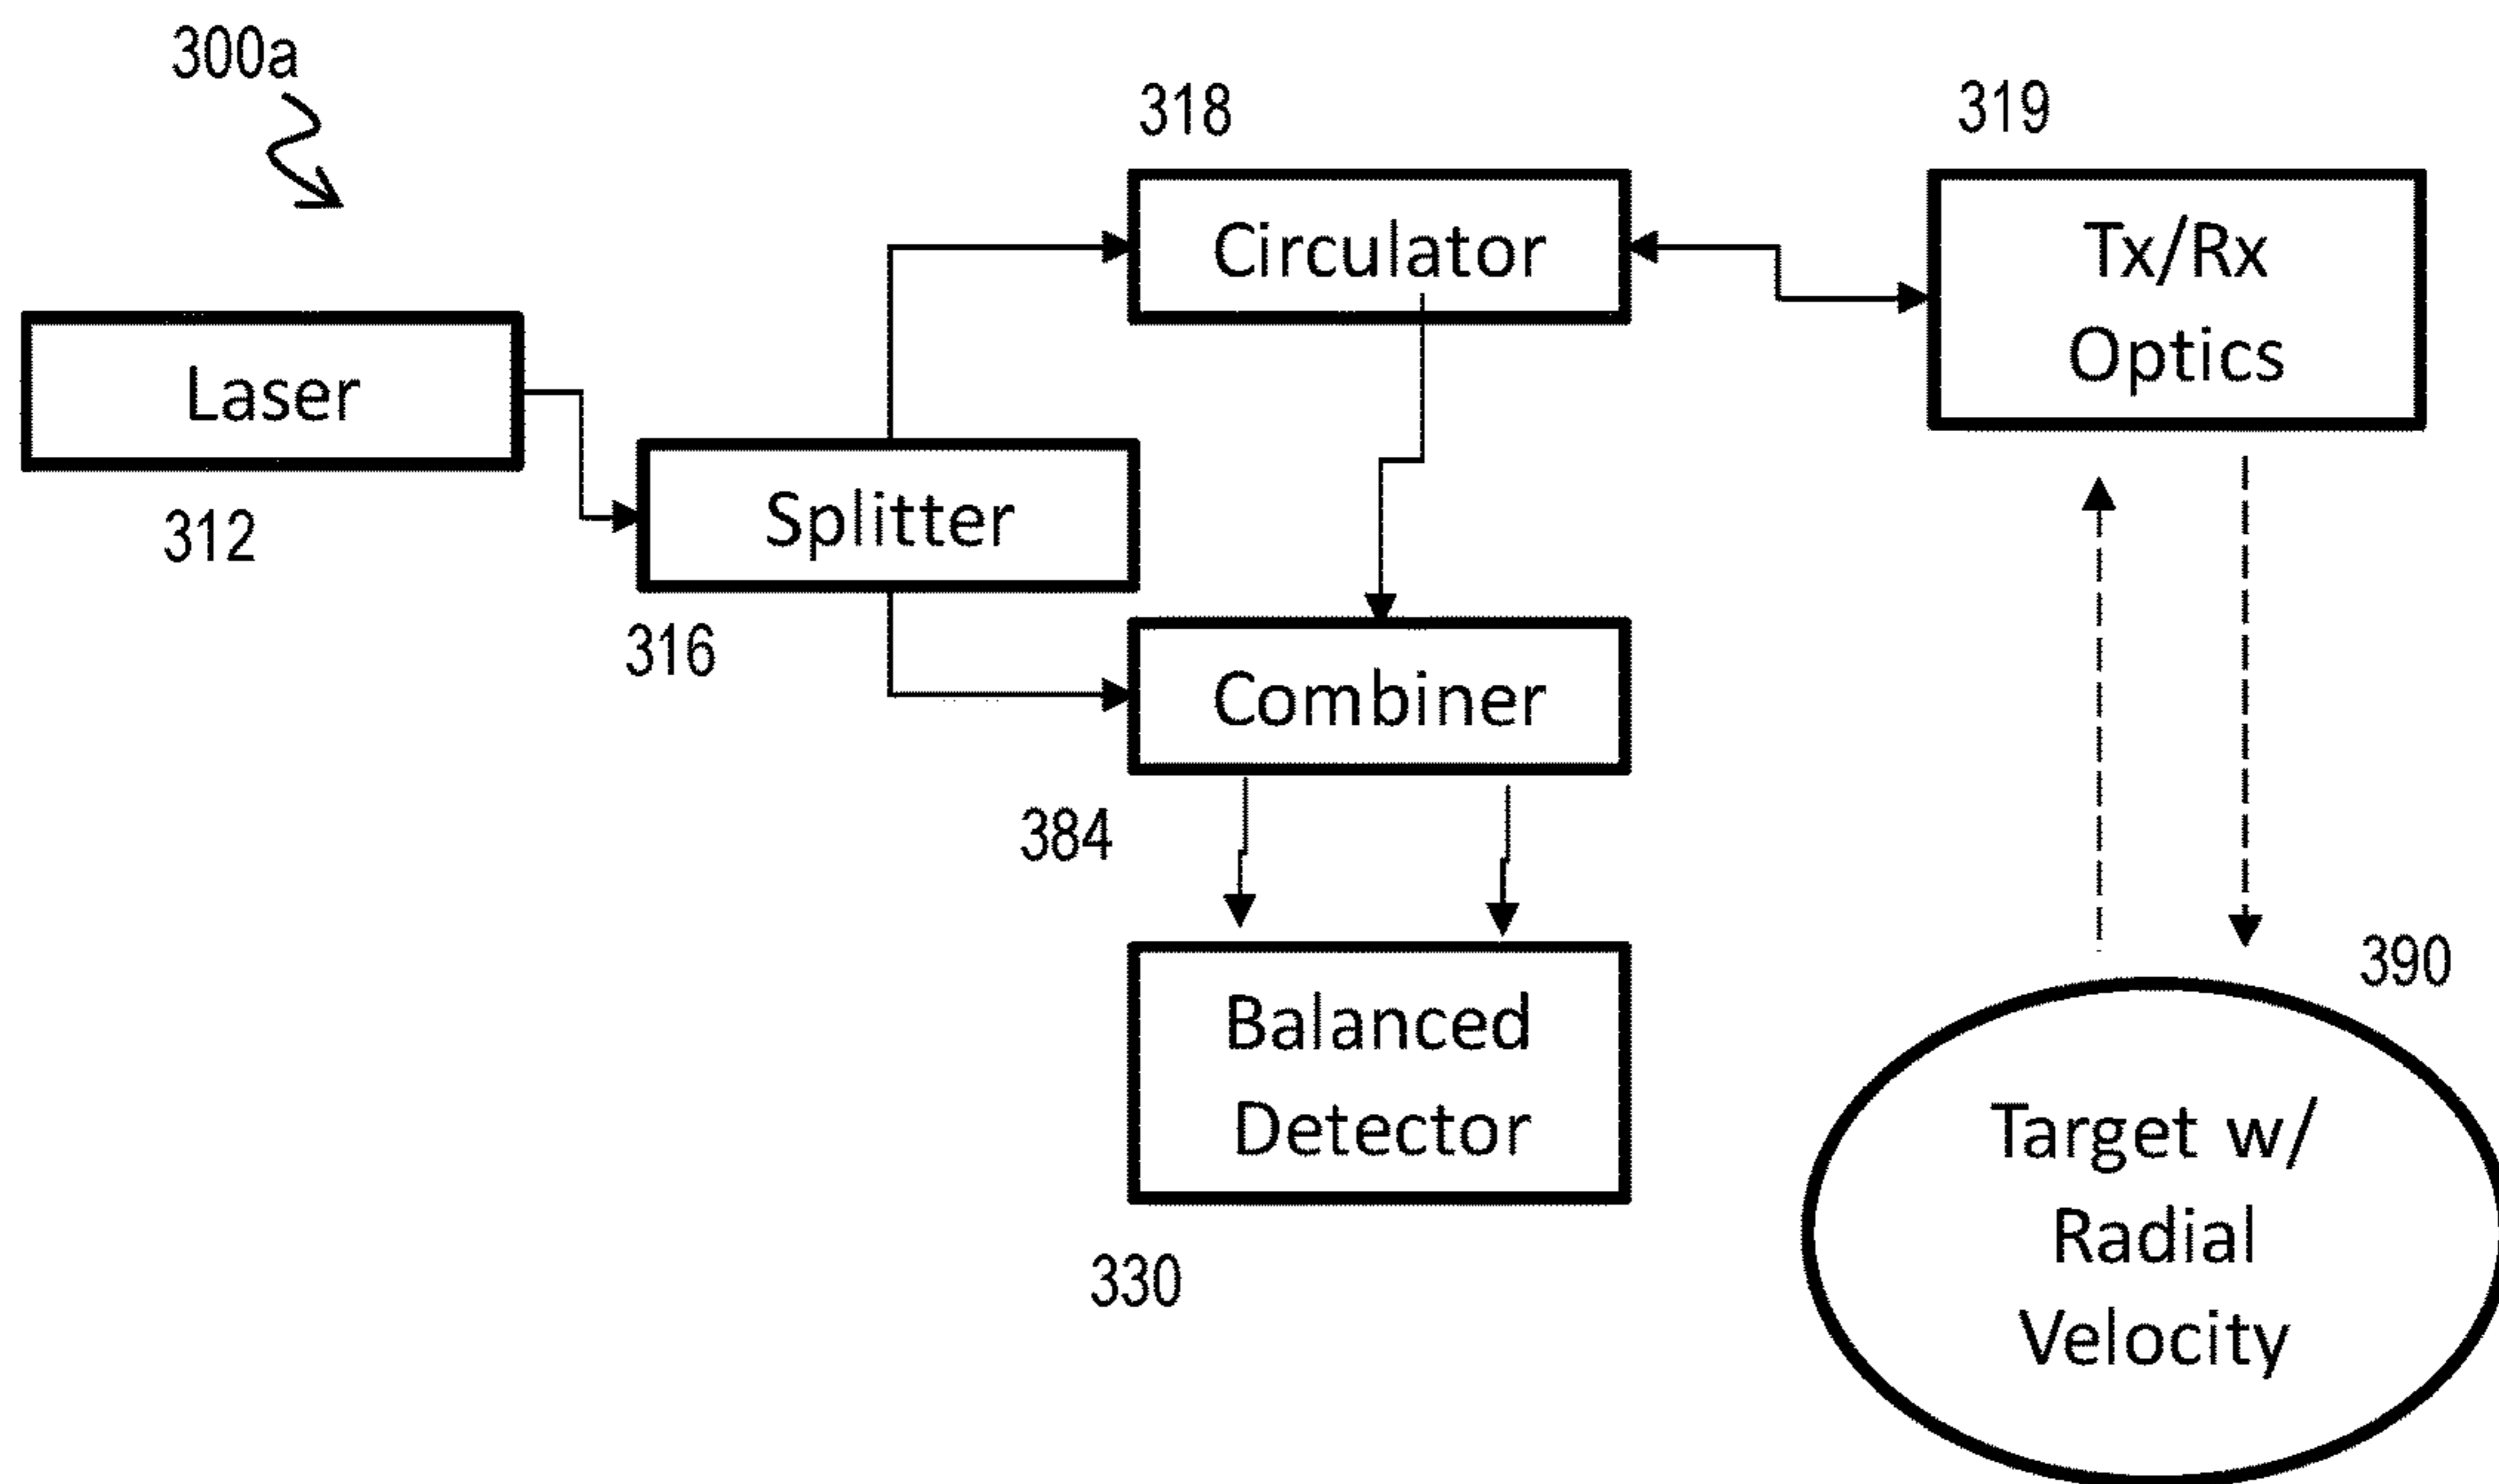 300a
318
319
Circulator
Tx/Rx
Optics
Laser
312
Splitter
316
Combiner
384
390
Balanced
Detector
330
Target w/
Radial
Velocity